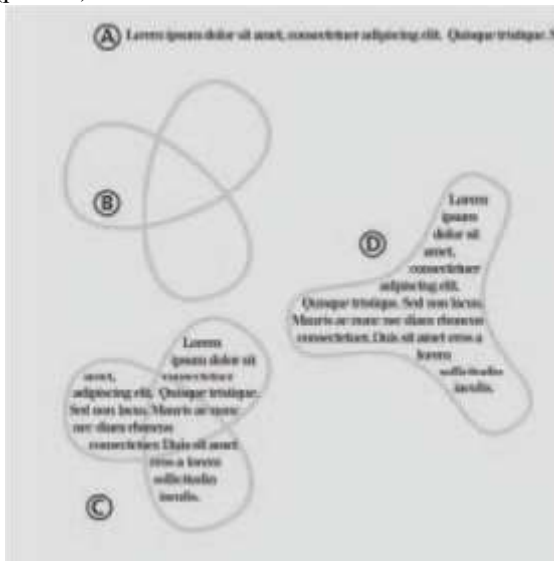 A Lorem ipsum dolor sit amet, consectetuer adipiscing elit. Quisque tristique.
B
Lorem
ipsum
dolor sit
D
amet,
consectetuer
adipiscing elit.
Quisque tristique. Sed non lacus.
Mauris ac nunc nec diam rhoncus
consectetuer. Duis sit amet eros a
lorem
sollicitudin
iaculis.
Lorem
ipsum dolor sit
amet, consectetuer
adipiscing elit. Quisque tristique.
Sed non lacus. Mauris ac nunc
nec diam rhoncus
consectetuer. Duis sit amet
eros a lorem
sollicitudin
iaculis.
C